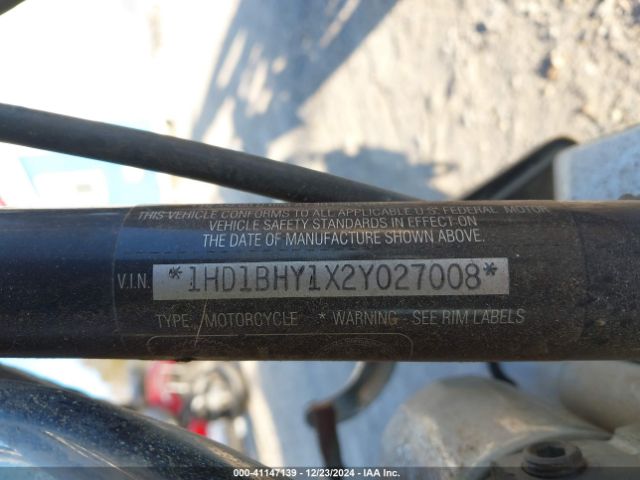 THIS VEHICLE CONFORMS TO ALL APPLICABLE U.S. FEDERAL MOTOR
VEHICLE SAFETY STANDARDS IN EFFECT ON
THE DATE OF MANUFACTURE SHOWN ABOVE.
V.I.N. *1HD1BHY1X2Y027008*
TYPE: MOTORCYCLE * WARNING - SEE RIM LABELS
000-41147139 - 12/23/2024 - IAA Inc.